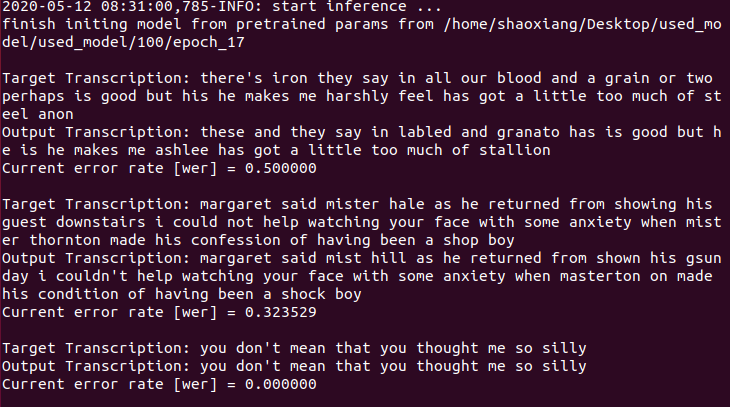 2020-05-12 08:31:00,785-INFO: start inference ...
finish initing model from pretrained params from /home/shaoxiang/Desktop/used_mo
del/used_model/100/epoch_17

Target Transcription: there's iron they say in all our blood and a grain or two
perhaps is good but his he makes me harshly feel has got a little too much of st
eel anon
Output Transcription: these and they say in labled and granato has is good but h
e is he makes me ashlee has got a little too much of stallion
Current error rate [wer] = 0.500000

Target Transcription: margaret said mister hale as he returned from showing his
guest downstairs i could not help watching your face with some anxiety when mist
er thornton made his confession of having been a shop boy
Output Transcription: margaret said mist hill as he returned from shown his gsun
day i couldn't help watching your face with some anxiety when masterton on made
his condition of having been a shock boy
Current error rate [wer] = 0.323529

Target Transcription: you don't mean that you thought me so silly
Output Transcription: you don't mean that you thought me so silly
Current error rate [wer] = 0.000000